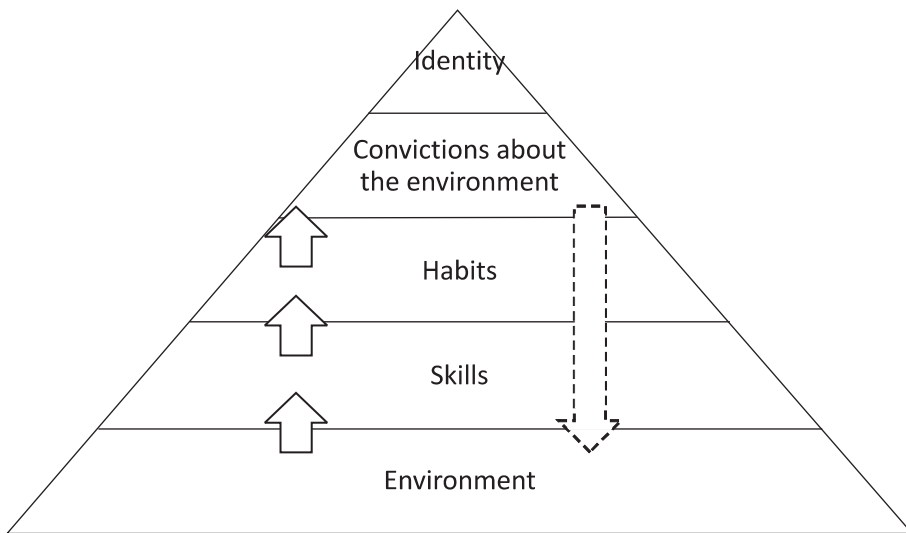 Identity
Convictions about
the environment
Habits
Skills
Environment